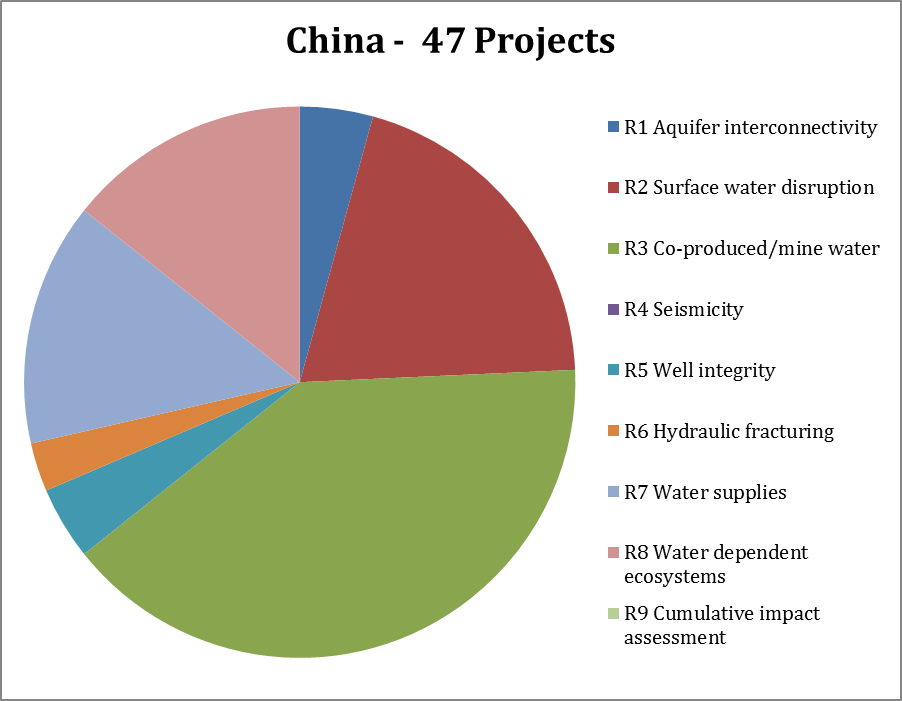 China -  47 Projects
R1 Aquifer interconnectivity
R2 Surface water disruption
R3 Co-produced/mine water
R4 Seismicity
R5 Well integrity
R6 Hydraulic fracturing
R7 Water supplies
R8 Water dependent
ecosystems
R9 Cumulative impact
assessment